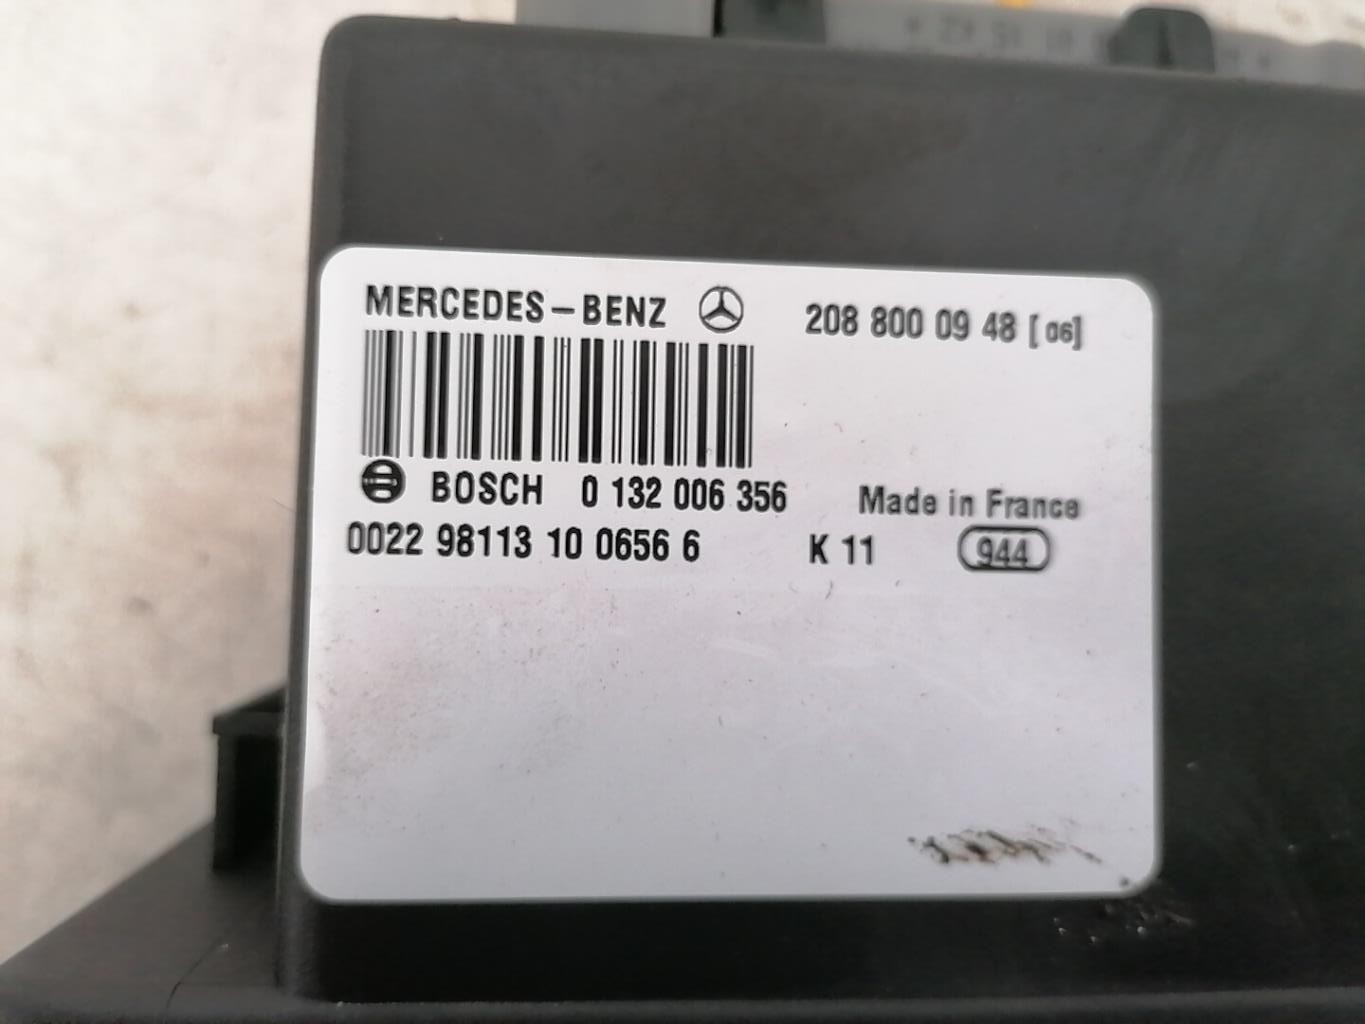 MERCEDES-BENZ 208 800 09 48 [06]
BOSCH 0 132 006 356 Made in France
0022 98113 10 0656 6 K 11 944